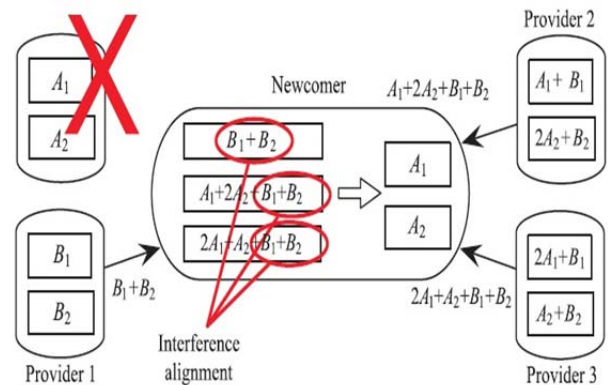 Provider 2
A₁
A₂
Newcomer
A₁+2A₂+B₁+B₂
A₁+ B₁
2A₂+B₂
B₁+B₂
A₁+2A₂+B₁+B₂
2A₁+A₂+B₁+B₂
A₁
A₂
B₁
B₂
B₁+B₂
2A₁+A₂+B₁+B₂
2A₁+B₁
A₂+B₂
Interference
alignment
Provider 1
Provider 3